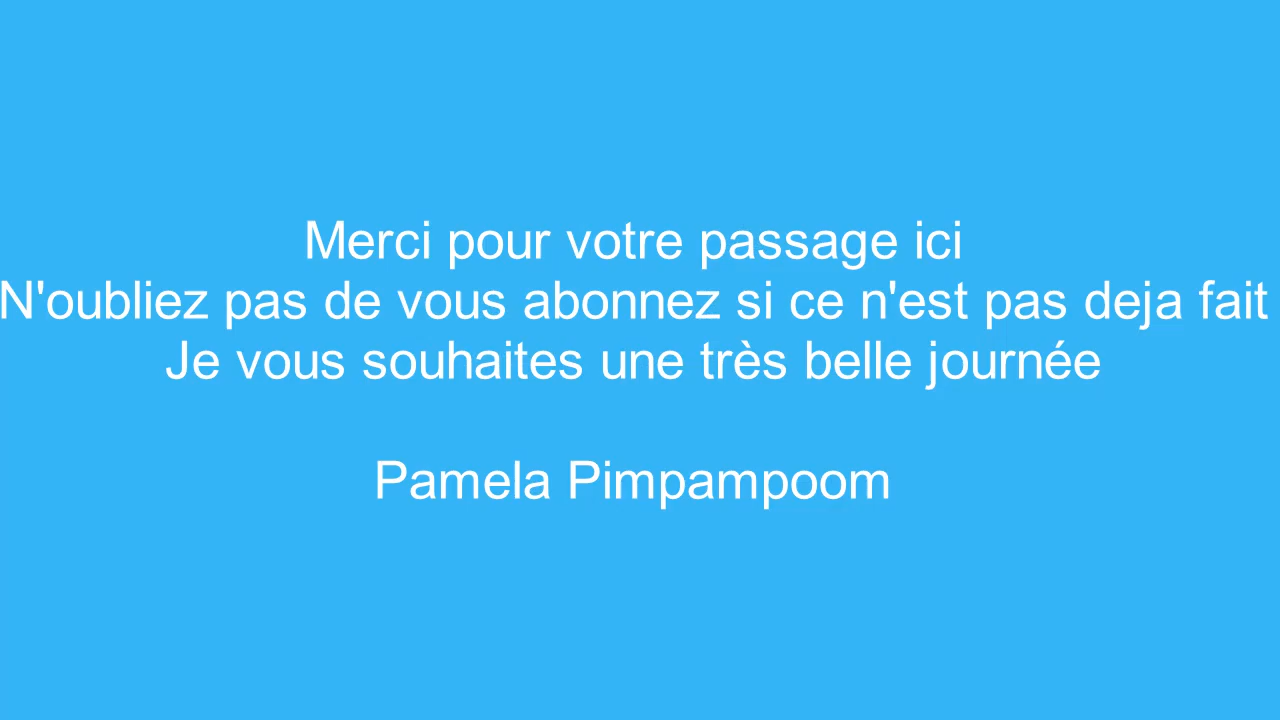 Merci pour votre passage ici
N'oubliez pas de vous abonnez si ce n'est pas deja fait
Je vous souhaites une très belle journée
Pamela Pimpampoom